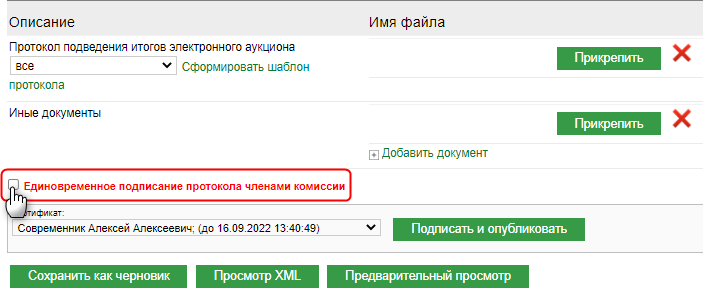 Описание Имя файла
Протокол подведения итогов электронного аукциона
все Сформировать шаблон
протокола
Прикрепить
Иные документы
Прикрепить
Добавить документ
Единовременное подписание протокола членами комиссии
ртификат:
Современник Алексей Алексеевич; (до 16.09.2022 13:40:49) Подписать и опубликовать
Сохранить как черновик Просмотр XML Предварительный просмотр